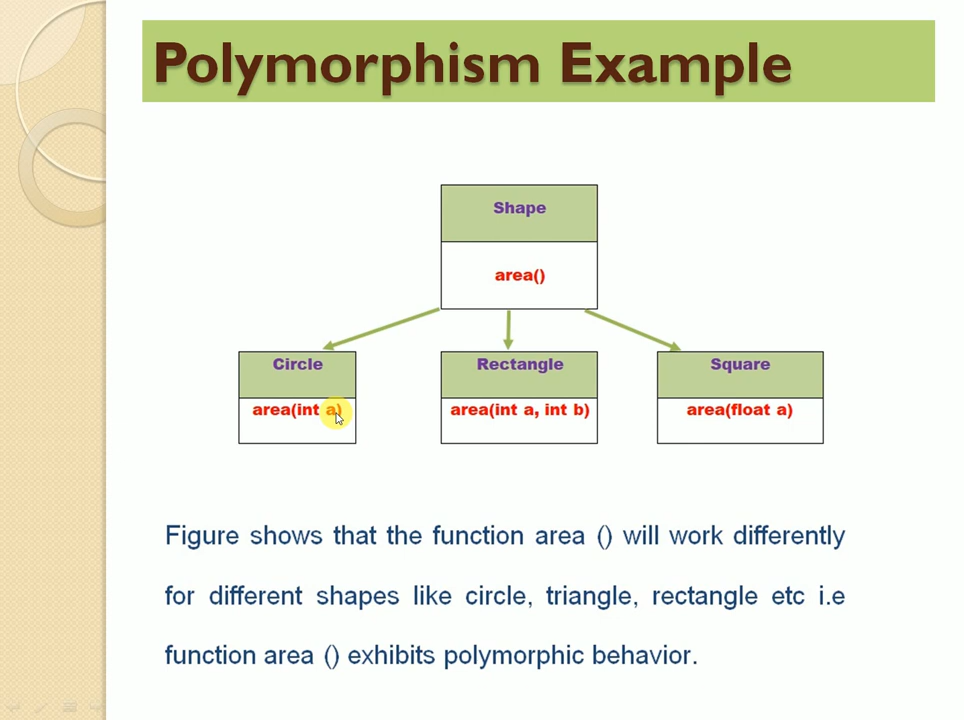 Polymorphism Example
Shape
area()
Circle
Rectangle
Square
area(int a)
area(int a, int b)
area(float a)
Figure shows that the function area () will work differently
for different shapes like circle, triangle, rectangle etc i.e
function area () exhibits polymorphic behavior.